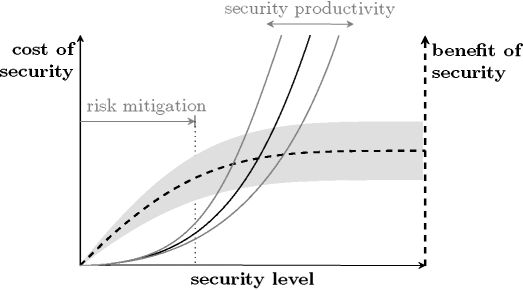 security productivity
cost of
security
benefit of
security
risk mitigation
security level